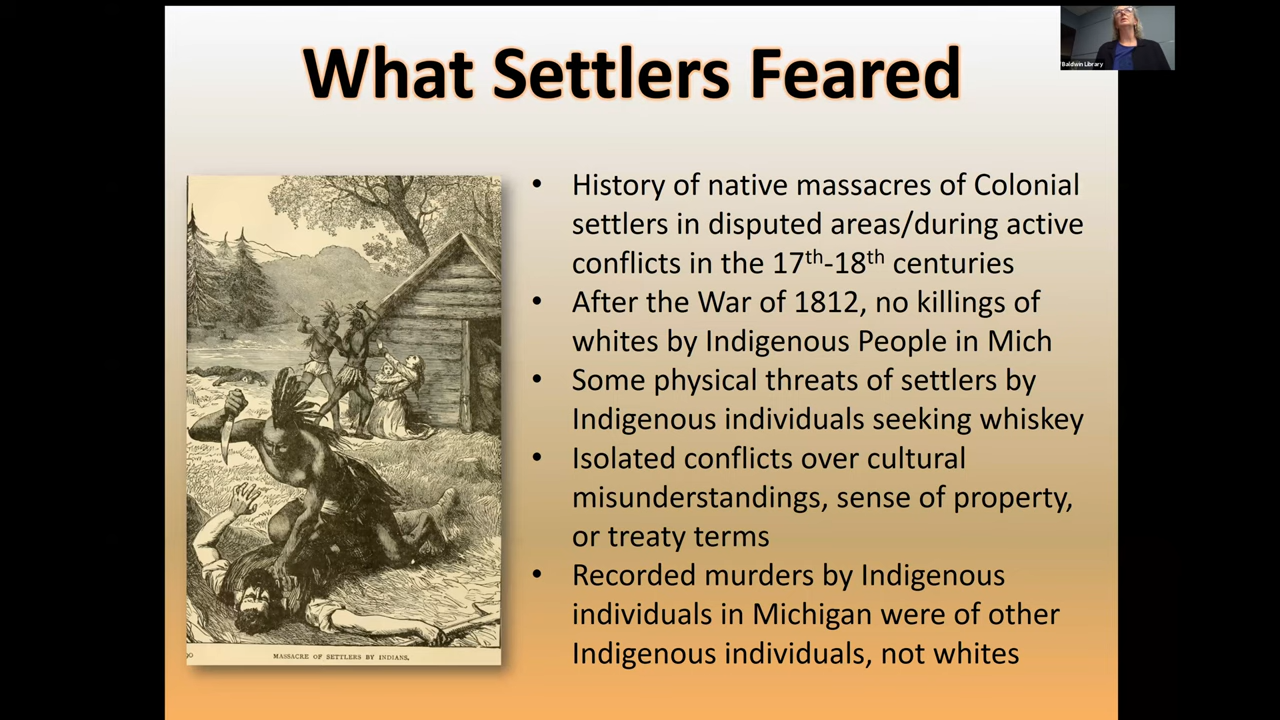 What Settlers Feared
Baldwin Library
• History of native massacres of Colonial
settlers in disputed areas/during active
conflicts in the 17th-18th centuries
• After the War of 1812, no killings of
whites by Indigenous People in Mich
• Some physical threats of settlers by
Indigenous individuals seeking whiskey
• Isolated conflicts over cultural
misunderstandings, sense of property,
or treaty terms
• Recorded murders by Indigenous
individuals in Michigan were of other
Indigenous individuals, not whites
MASSACRE OF SETTLERS BY INDIANS.